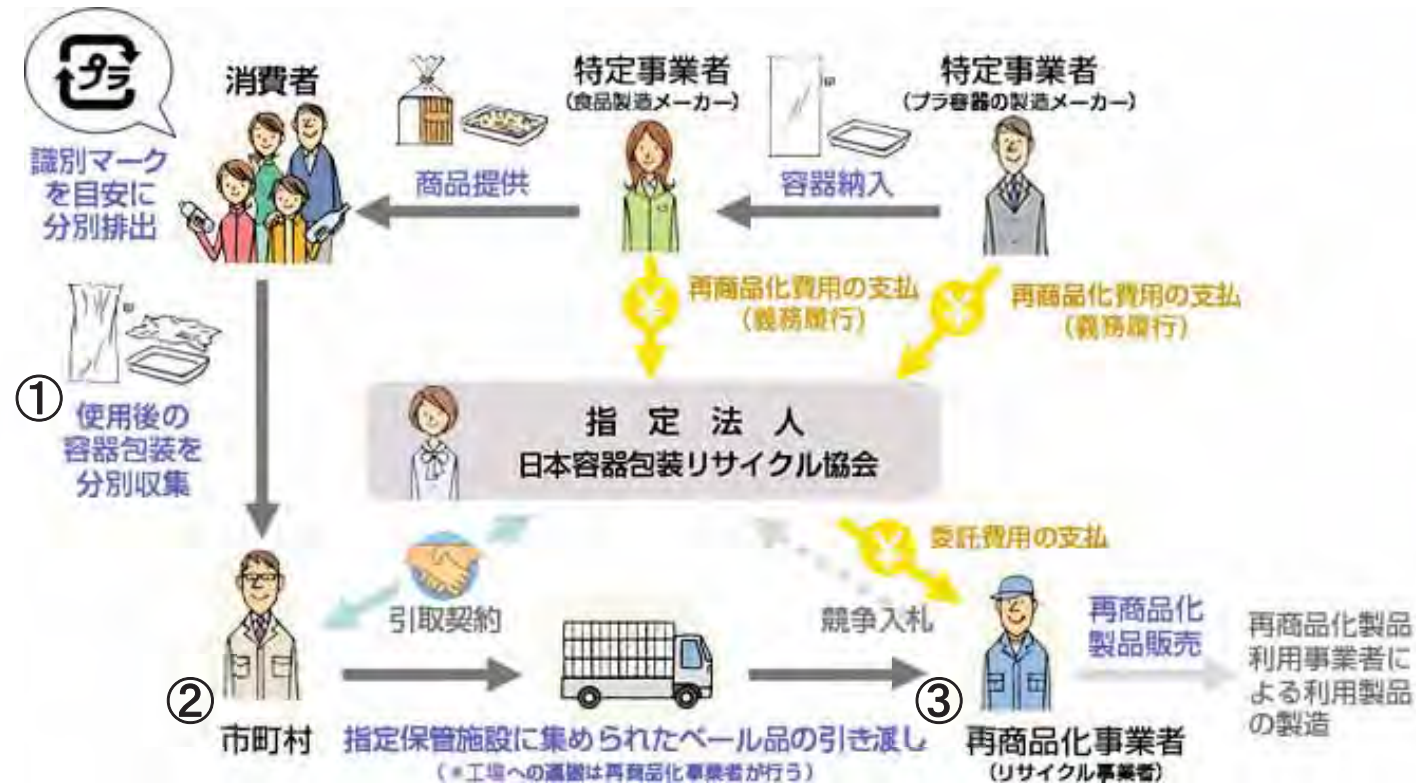 プラ
識別マーク
を目安に
分別排出
消費者
商品提供
特定事業者
(食品製造メーカー)
容器納入
特定事業者
(プラ容器の製造メーカー)
再商品化費用の支払
(義務履行)
再商品化費用の支払
(義務履行)
①
使用後の
容器包装を
分別収集
指定法人
日本容器包装リサイクル協会
引取契約
競争入札
委託費用の支払
②
市町村
指定保管施設に集められたベール品の引き渡し
(*工場への運搬は再商品化事業者が行う)
③
再商品化事業者
(リサイクル事業者)
再商品化
製品販売
再商品化製品
利用事業者に
よる利用製品
の製造